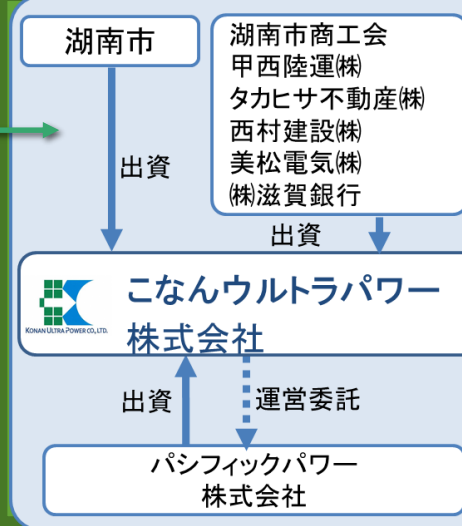 湖南市
湖南市商工会
甲西陸運㈱
タカヒサ不動産㈱
西村建設㈱
美松電気㈱
㈱滋賀銀行
出資
出資
こなんウルトラパワー
株式会社
KONAN ULTRA POWER CO., LTD.
出資
運営委託
パシフィックパワー
株式会社